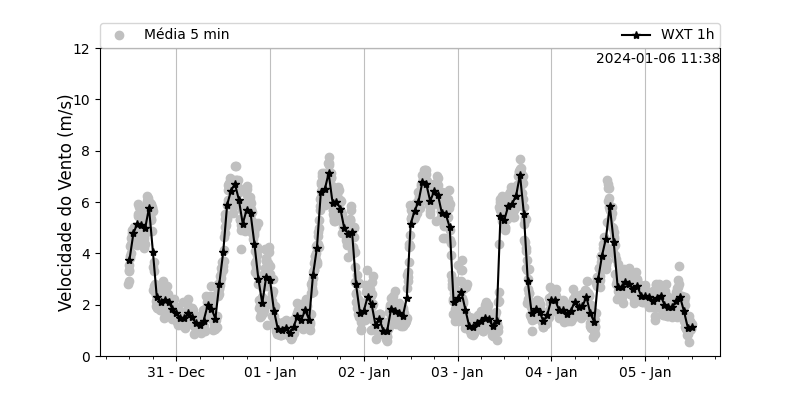 Média 5 min
WXT 1h
2024-01-06 11:38
Velocidade do Vento (m/s)
12
10
8
6
4
2
0
31 - Dec
01 - Jan
02 - Jan
03 - Jan
04 - Jan
05 - Jan